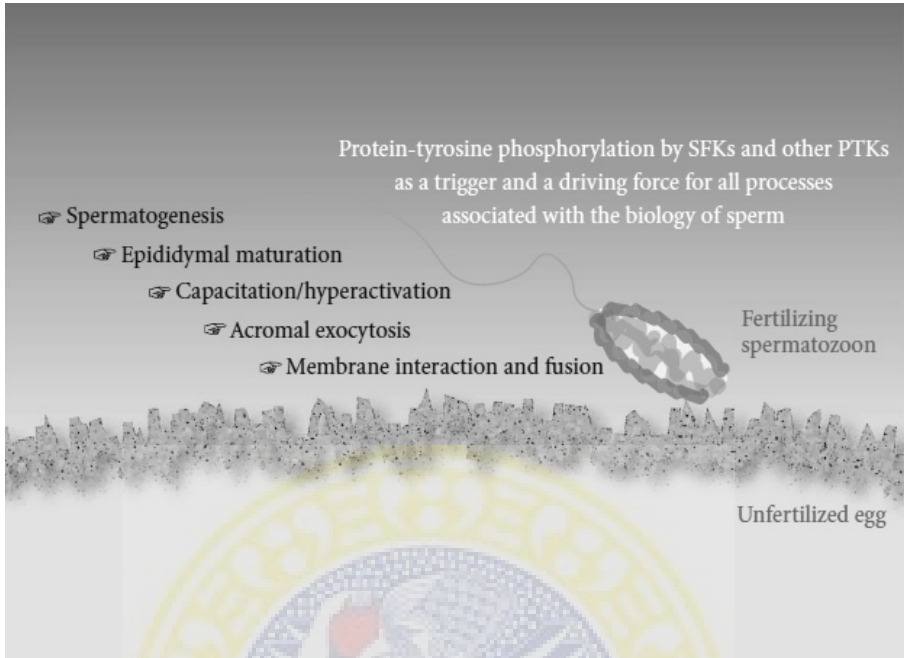 Protein-tyrosine phosphorylation by SFKs and other PTKs
as a trigger and a driving force for all processes
associated with the biology of sperm
☞ Spermatogenesis
☞ Epididymal maturation
☞ Capacitation/hyperactivation
☞ Acromal exocytosis
☞ Membrane interaction and fusion
Fertilizing
spermatozoon
Unfertilized egg